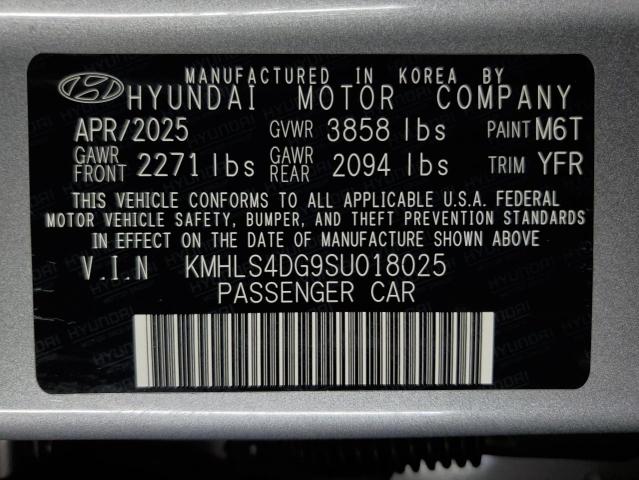 MANUFACTURED IN KOREA BY
HYUNDAI MOTOR COMPANY
APR/2025 GVWR 3858 lbs PAINT M6T
GAWR FRONT 2271 lbs GAWR REAR 2094 lbs TRIM YFR
THIS VEHICLE CONFORMS TO ALL APPLICABLE U.S.A. FEDERAL
MOTOR VEHICLE SAFETY, BUMPER, AND THEFT PREVENTION STANDARDS
IN EFFECT ON THE DATE OF MANUFACTURE SHOWN ABOVE
V.I.N KMHLS4DG9SU018025
PASSENGER CAR